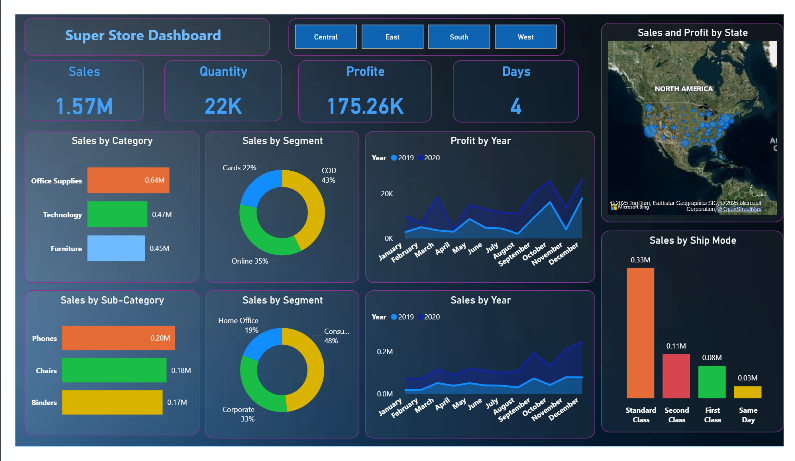 Super Store Dashboard
Central
East
South
West
Sales
1.57M
Quantity
22K
Profite
175.26K
Days
4
Sales and Profit by State
NORTH AMERICA
Microsoft Bing
Corporation, © OpenStreetMap
Sales by Category
Office Supplies
0.64M
Technology
0.47M
Furniture
0.45M
Sales by Segment
Cards 22%
COD
43%
Online 35%
Profit by Year
Year 2019 2020
20K
0K
January
February
March
April
May
June
July
August
September
October
November
December
Sales by Ship Mode
0.33M
0.11M
0.08M
0.03M
Standard
Class
Second
Class
First
Class
Same
Day
Sales by Sub-Category
Phones
0.20M
Chairs
0.18M
Binders
0.17M
Sales by Segment
Home Office
19%
Consu...
48%
Corporate
33%
Sales by Year
Year 2019 2020
0.2M
0.0M
January
February
March
April
May
June
July
August
September
October
November
December